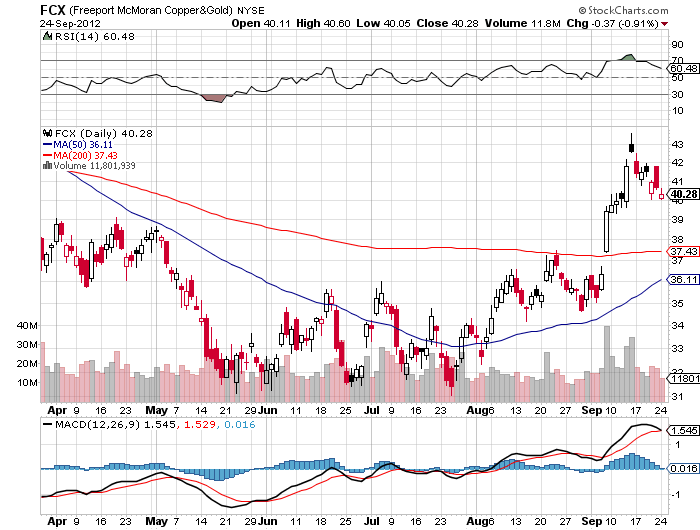 FCX (Freeport McMoran Copper&Gold) NYSE © StockCharts.com
24-Sep-2012 Open 40.11 High 40.60 Low 40.05 Close 40.28 Volume 11.8M Chg -0.37 (-0.91%)
RSI(14) 60.48
90
70
60.48
50
30
10
FCX (Daily) 40.28
MA(50) 36.11
MA(200) 37.43
Volume 11,801,939
43
42
41
40.28
40
39
38
37.43
37
36.11
35
34
33
32
31
40M
30M
20M
10M
11801
Apr 9 16 23 May 7 14 21 29 Jun 11 18 25 Jul 9 16 23 Aug 6 13 20 27 Sep 10 17 24
MACD(12,26,9) 1.545, 1.529, 0.016
1.545
1
0.016
-1
Apr 9 16 23 May 7 14 21 29 Jun 11 18 25 Jul 9 16 23 Aug 6 13 20 27 Sep 10 17 24